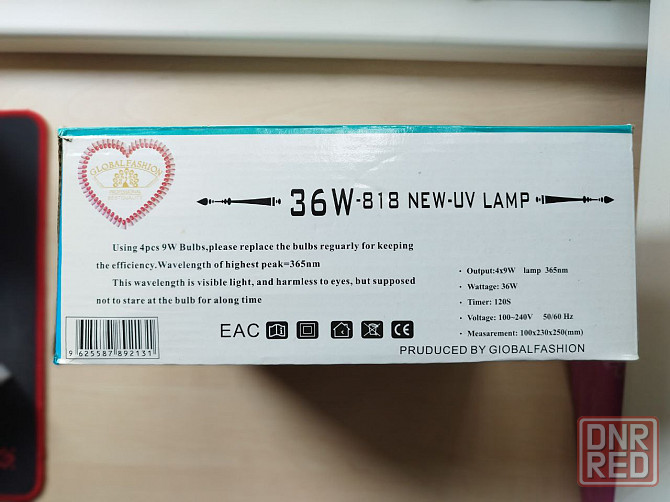 GLOBAL FASHION
PROFESSIONAL
36W-818 NEW-UV LAMP
Using 4pcs 9W Bulbs,please replace the bulbs reguarly for keeping
the efficiency.Wavelength of highest peak=365nm
This wavelength is visible light, and harmless to eyes, but supposed
not to stare at the bulb for along time
· Output:4x9W lamp 365nm
· Wattage: 36W
· Timer: 120S
· Voltage: 100~240V 50/60 Hz
· Measarement: 100x230x250(mm)
EAC
CE
9 625587 892131
PRUDUCED BY GIOBALFASHION
DNR
RED